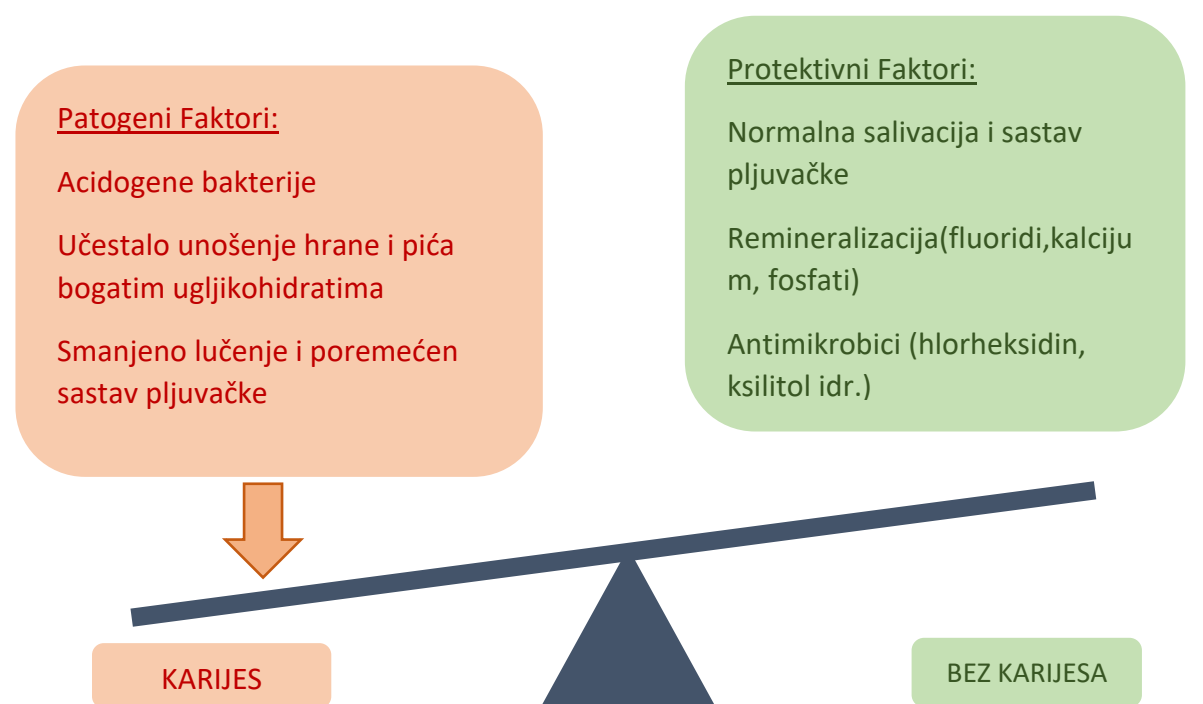 Patogeni Faktori:
Acidogene bakterije
Učestalo unošenje hrane i pića
bogatim ugljikohidratima
Smanjeno lučenje i poremećen
sastav pljuvačke
Protektivni Faktori:
Normalna salivacija i sastav
pljuvačke
Remineralizacija(fluoridi,kalciju
m, fosfati)
Antimikrobici (hlorheksidin,
ksilitol idr.)
KARIJES
BEZ KARIJESA